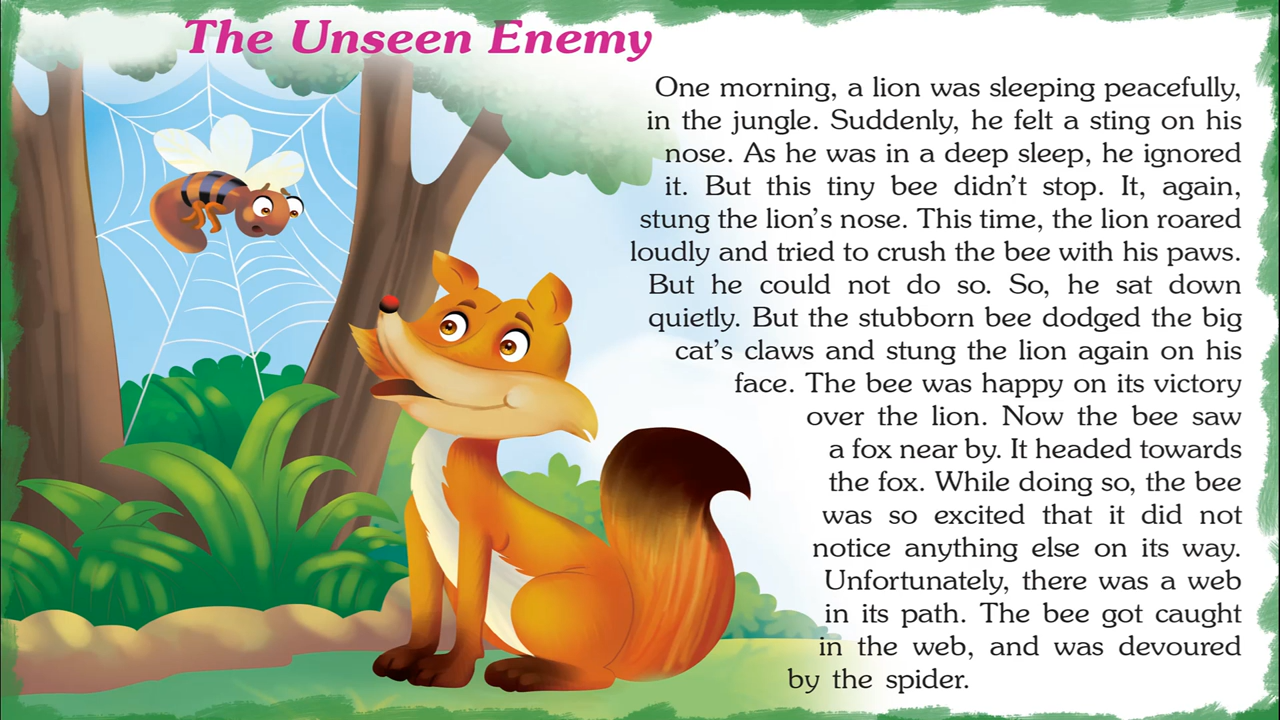 The Unseen Enemy
One morning, a lion was sleeping peacefully,
in the jungle. Suddenly, he felt a sting on his
nose. As he was in a deep sleep, he ignored
it. But this tiny bee didn't stop. It, again,
stung the lion's nose. This time, the lion roared
loudly and tried to crush the bee with his paws.
But he could not do so. So, he sat down
quietly. But the stubborn bee dodged the big
cat's claws and stung the lion again on his
face. The bee was happy on its victory
over the lion. Now the bee saw
a fox near by. It headed towards
the fox. While doing so, the bee
was so excited that it did not
notice anything else on its way.
Unfortunately, there was a web
in its path. The bee got caught
in the web, and was devoured
by the spider.